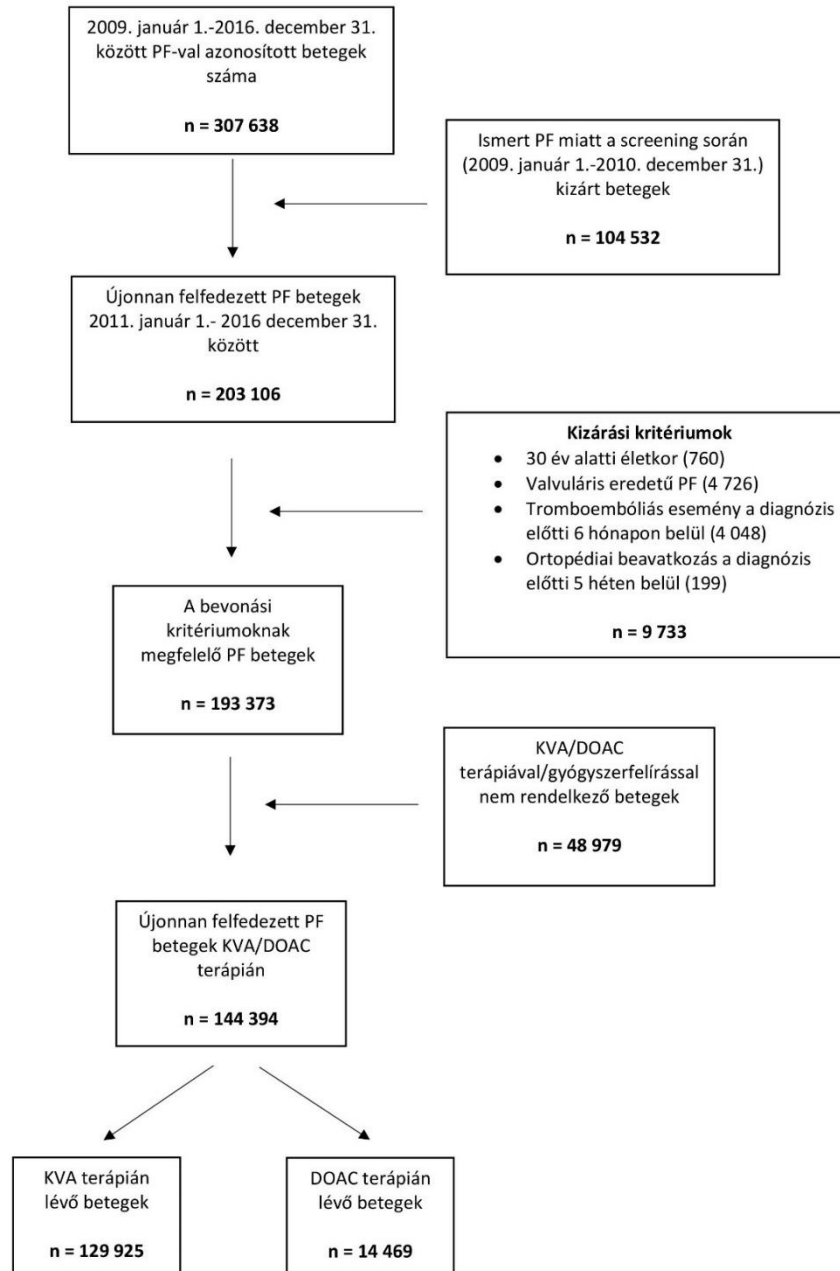 2009. január 1.-2016. december 31.
között PF-val azonosított betegek
száma
n = 307 638
Ismert PF miatt a screening során
(2009. január 1.-2010. december 31.)
kizárt betegek
n = 104 532
Újonnan felfedezett PF betegek
2011. január 1.- 2016 december 31.
között
n = 203 106
Kizárási kritériumok
• 30 év alatti életkor (760)
• Valvuláris eredetű PF (4 726)
• Tromboembóliás esemény a diagnózis
előtti 6 hónapon belül (4 048)
• Ortopédiai beavatkozás a diagnózis
előtti 5 héten belül (199)
n = 9 733
A bevonási
kritériumoknak
megfelelő PF betegek
n = 193 373
KVA/DOAC
terápiával/gyógyszerfelírással
nem rendelkező betegek
n = 48 979
Újonnan felfedezett PF
betegek KVA/DOAC
terápián
n = 144 394
KVA terápián
lévő betegek
n = 129 925
DOAC terápián
lévő betegek
n = 14 469